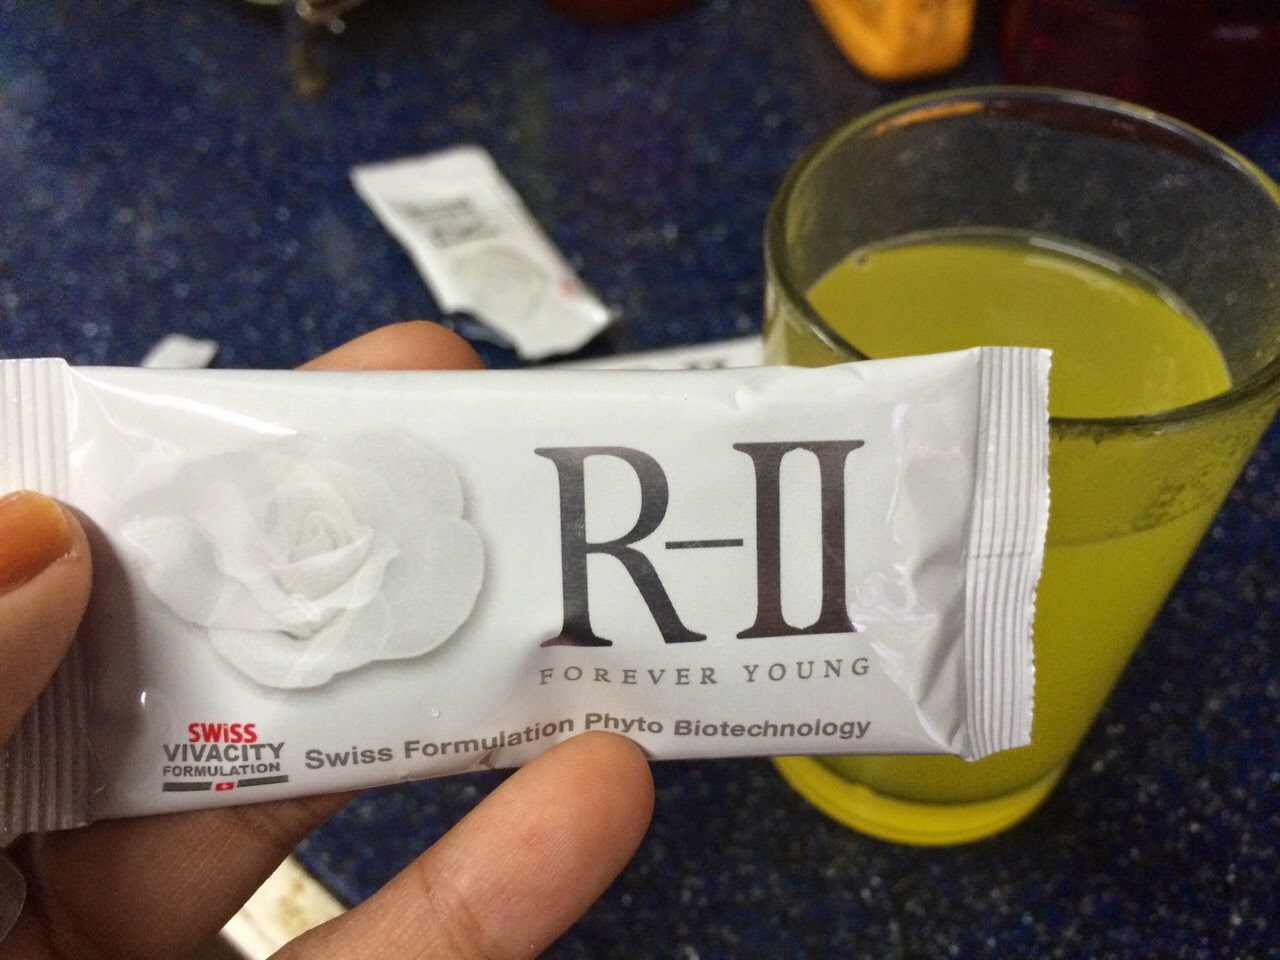 R-II
FOREVER YOUNG
SWiSS
VIVACITY
FORMULATION
Swiss Formulation Phyto Biotechnology